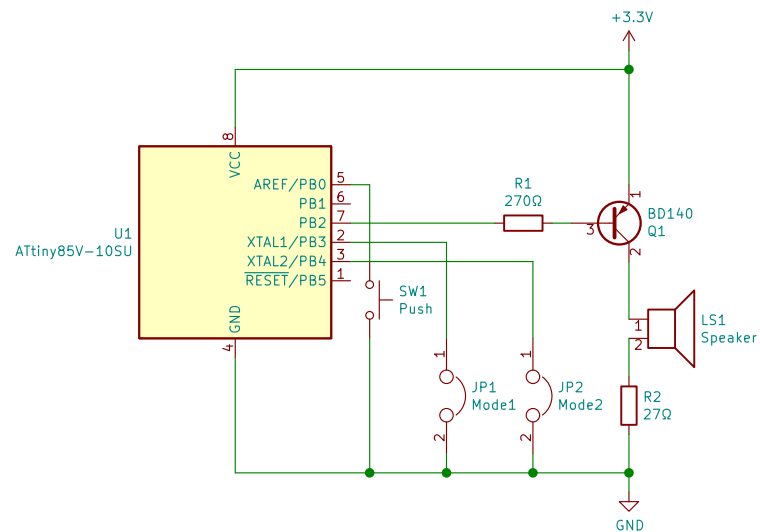 +3.3V
8
VCC
U1
ATtiny85V-10SU
AREF/PB0
5
PB1
6
PB2
7
XTAL1/PB3
2
XTAL2/PB4
3
RESET/PB5
1
GND
4
R1
270Ω
1
BD140
Q1
3
2
SW1
Push
1
2
LS1
Speaker
1
JP1
Mode1
2
1
JP2
Mode2
2
R2
27Ω
GND